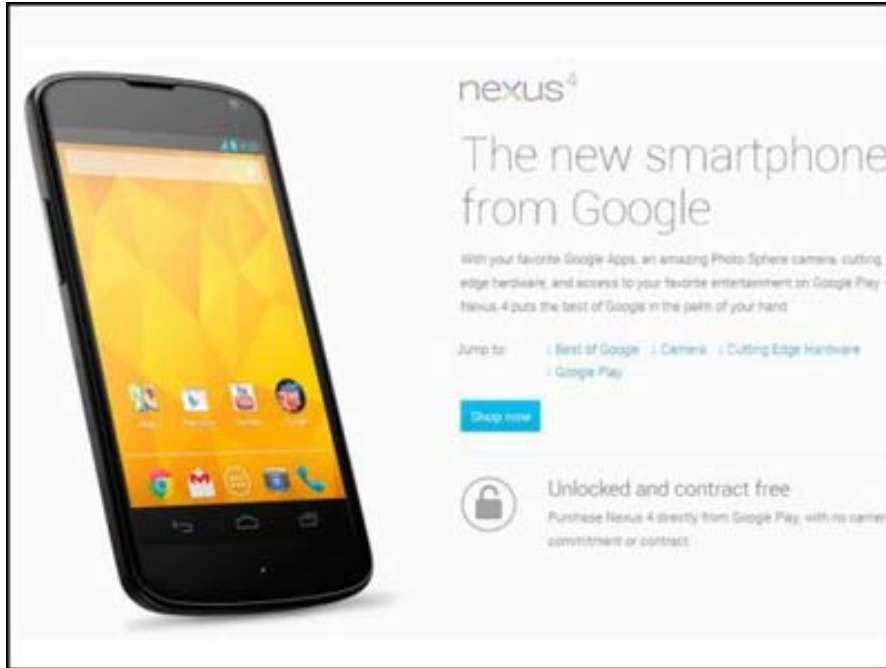 nexus4
The new smartphone
from Google
With your favorite Google Apps, an amazing Photo Sphere camera, cutting
edge hardware, and access to your favorite entertainment on Google Play -
Nexus 4 puts the best of Google in the palm of your hand.
Jump to: ↓ Best of Google ↓ Camera ↓ Cutting Edge Hardware
↓ Google Play
Shop now
Unlocked and contract free
Purchase Nexus 4 directly from Google Play, with no carrier
commitment or contract.